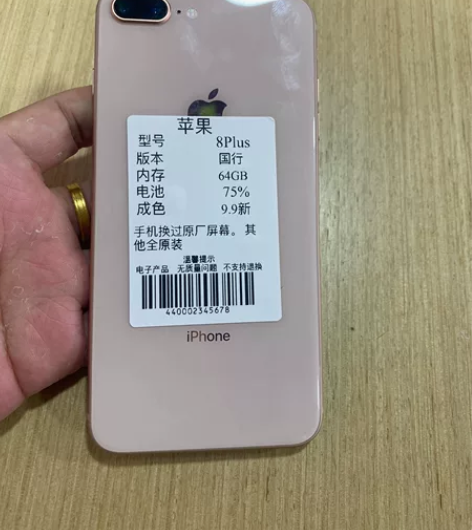 苹果
型号 8Plus
版本 国行
内存 64GB
电池 75%
成色 9.9新
手机换过原厂屏幕。其
他全原装
温馨提示
电子产品 无质量问题 不支持退换
440002345678
iPhone